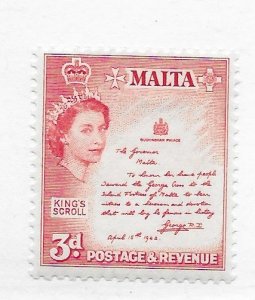 MALTA
BUCKINGHAM PALACE
The Governor
Malta.
To honour her brave people
I award the George Cross to the
Island Fortress of Malta to bear
witness to a heroism and devotion
that will long be famous in history
George R.I.
April 15th 1942.
KING'S
SCROLL
3d POSTAGE & REVENUE